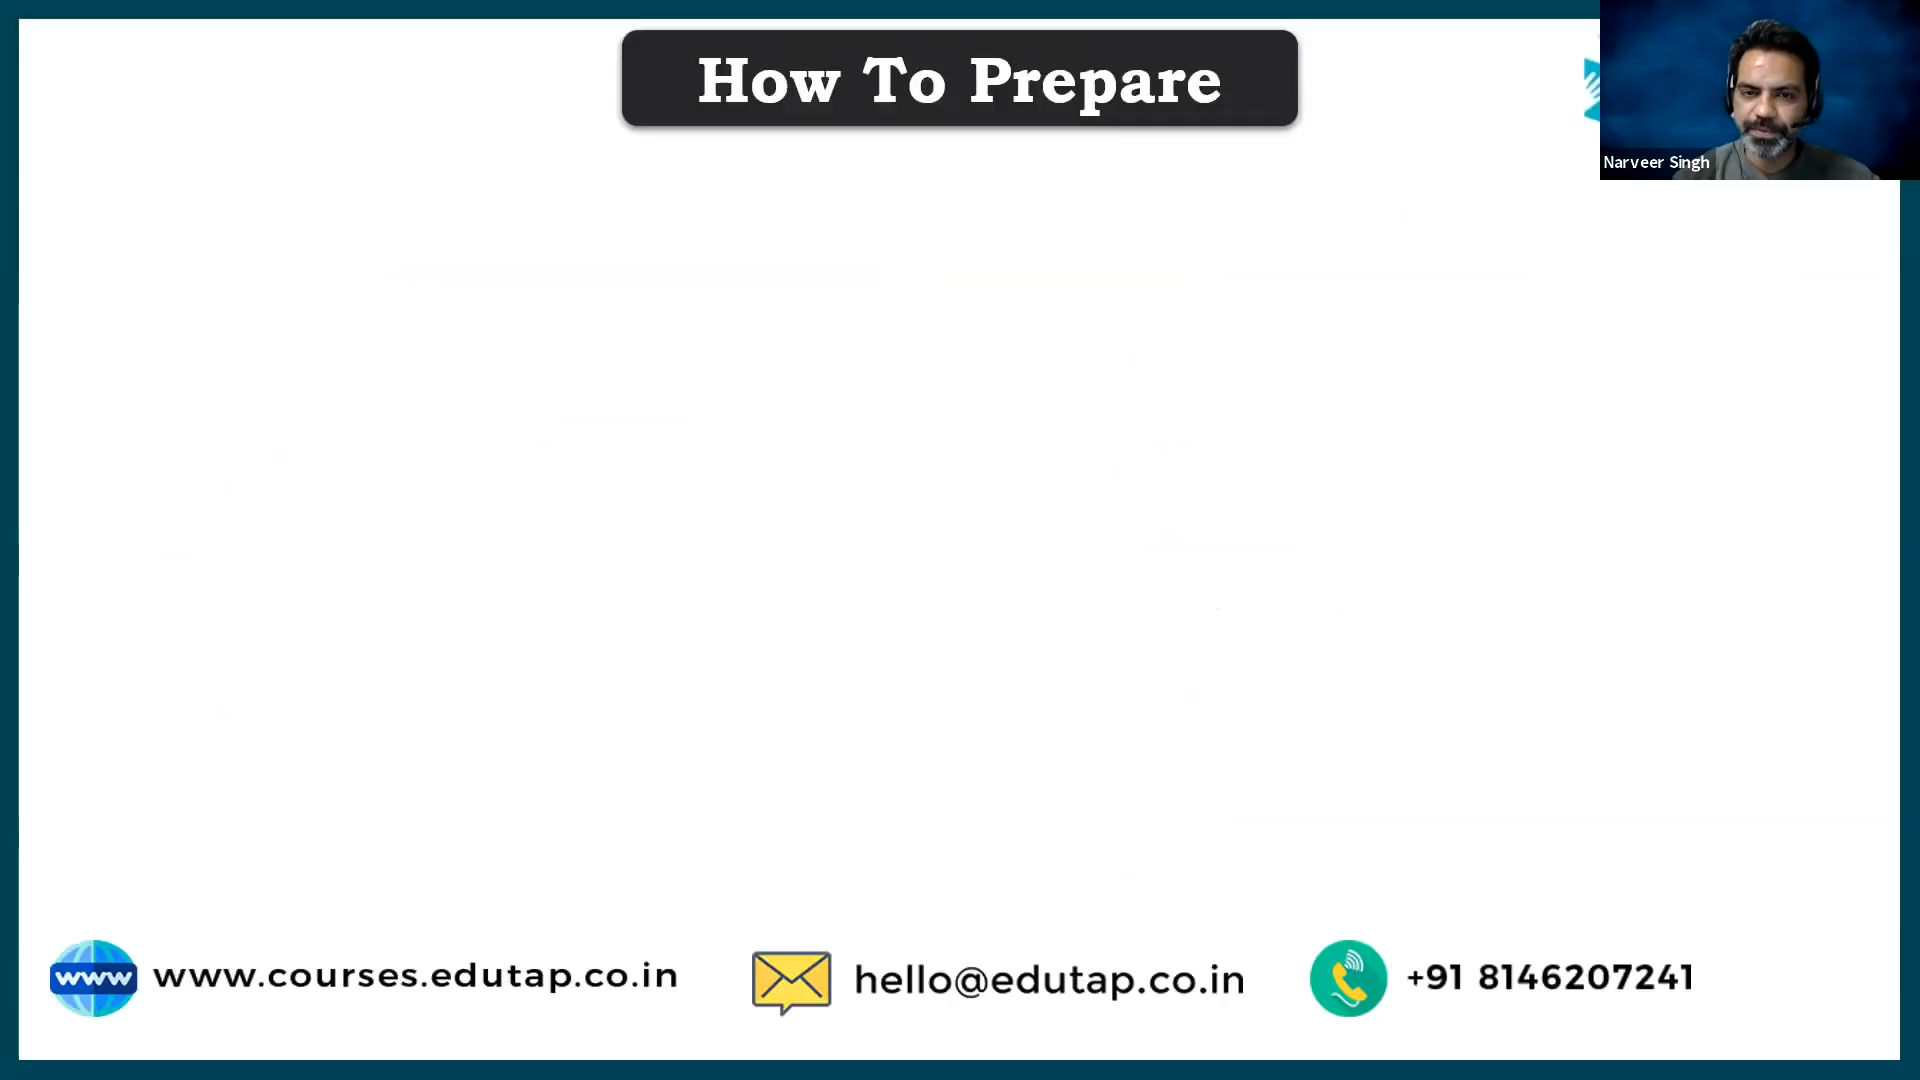 How To Prepare
Narveer Singh
www www.courses.edutap.co.in
hello@edutap.co.in
+91 8146207241